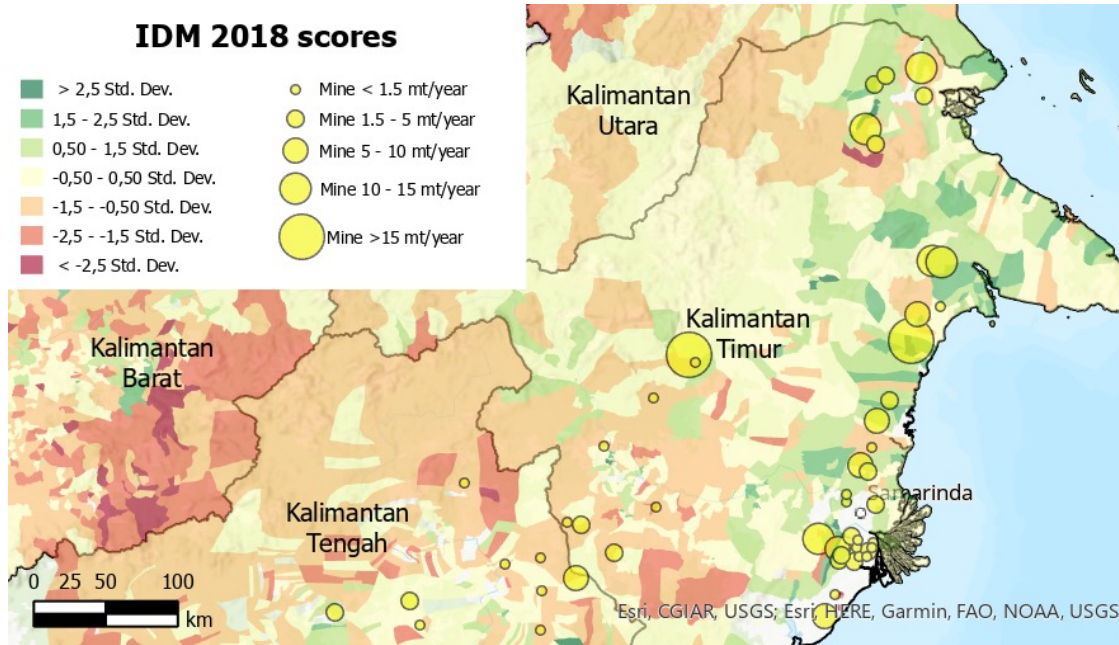 IDM 2018 scores
> 2,5 Std. Dev.
1,5 - 2,5 Std. Dev.
0,50 - 1,5 Std. Dev.
-0,50 - 0,50 Std. Dev.
-1,5 - -0,50 Std. Dev.
-2,5 - -1,5 Std. Dev.
< -2,5 Std. Dev.
Mine < 1.5 mt/year
Mine 1.5 - 5 mt/year
Mine 5 - 10 mt/year
Mine 10 - 15 mt/year
Mine >15 mt/year
Kalimantan
Utara
Kalimantan
Timur
Kalimantan
Barat
Samarinda
Kalimantan
Tengah
0 25 50 100
km
Esri, CGIAR, USGS; Esri, HERE, Garmin, FAO, NOAA, USGS